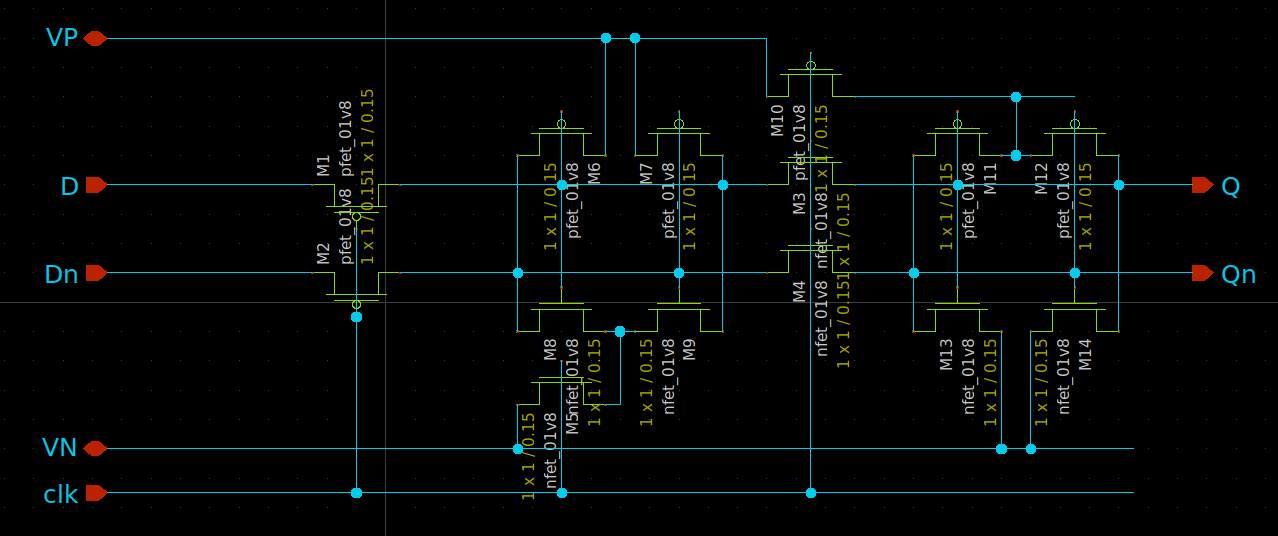 VP
D
Dn
VN
clk
Q
Qn
M1
pfet_01v8
1 x 1 / 0.15
M2
pfet_01v8
1 x 1 / 0.15
M6
pfet_01v8
1 x 1 / 0.15
M7
pfet_01v8
1 x 1 / 0.15
M8
nfet_01v8
1 x 1 / 0.15
M9
nfet_01v8
1 x 1 / 0.15
M5
nfet_01v8
1 x 1 / 0.15
M10
pfet_01v8
1 x 1 / 0.15
M3
nfet_01v8
1 x 1 / 0.15
M4
nfet_01v8
1 x 1 / 0.15
M11
pfet_01v8
1 x 1 / 0.15
M12
pfet_01v8
1 x 1 / 0.15
M13
nfet_01v8
1 x 1 / 0.15
M14
nfet_01v8
1 x 1 / 0.15